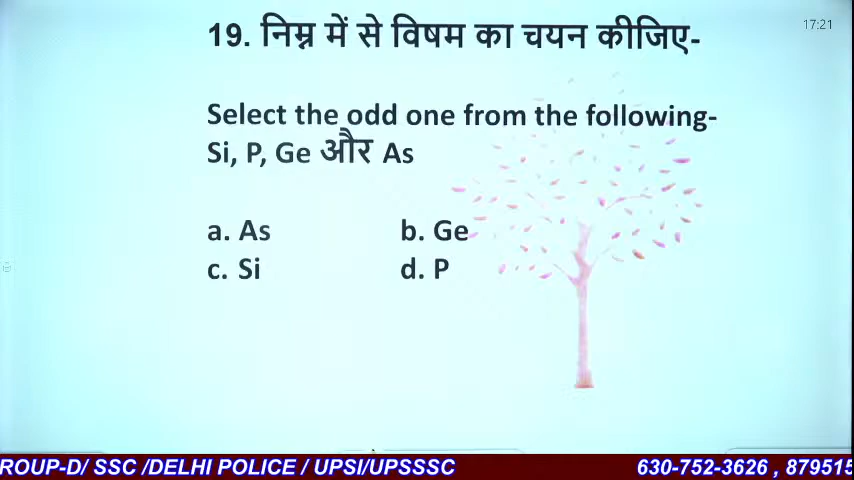 17:21
19. निम्न में से विषम का चयन कीजिए-
Select the odd one from the following-
Si, P, Ge और As
a. As b. Ge
c. Si d. P
ROUP-D/ SSC /DELHI POLICE / UPSI/UPSSSC 630-752-3626 , 879515